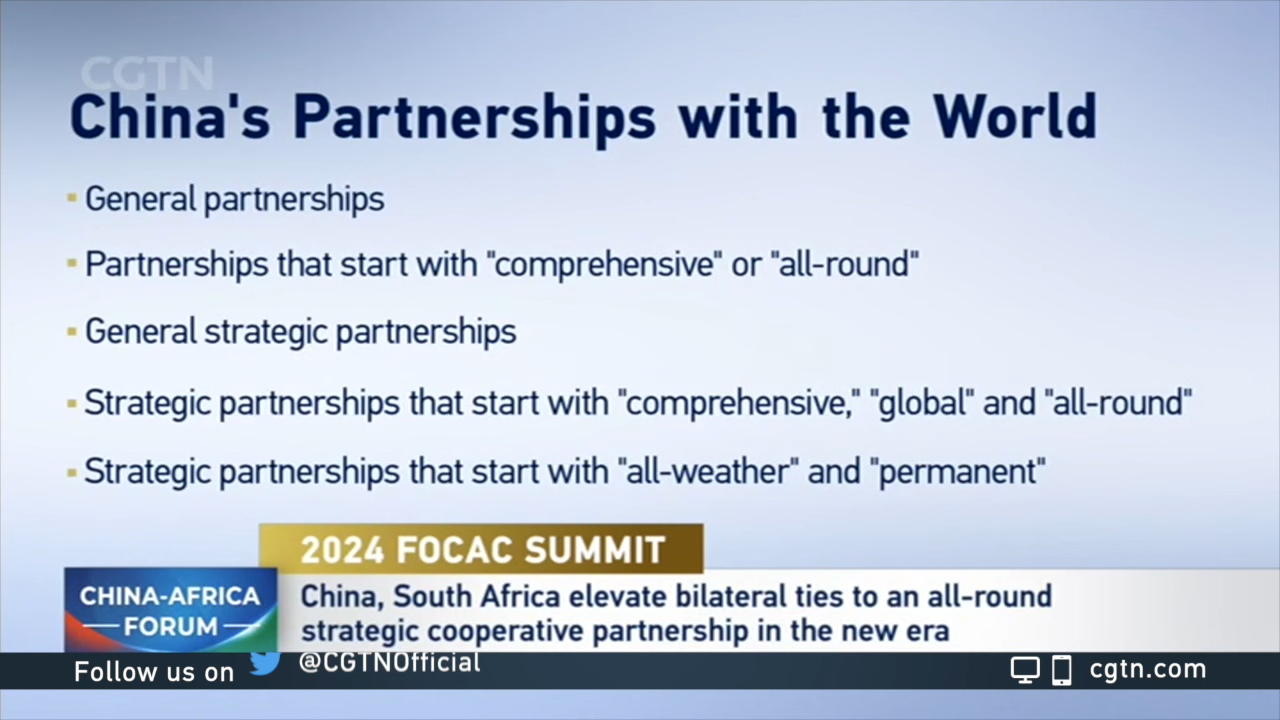 CGTN
China's Partnerships with the World
General partnerships
Partnerships that start with "comprehensive" or "all-round"
General strategic partnerships
Strategic partnerships that start with "comprehensive," "global" and "all-round"
Strategic partnerships that start with "all-weather" and "permanent"
2024 FOCAC SUMMIT
CHINA-AFRICA
FORUM
China, South Africa elevate bilateral ties to an all-round
strategic cooperative partnership in the new era
Follow us on @CGTNOfficial
cgtn.com